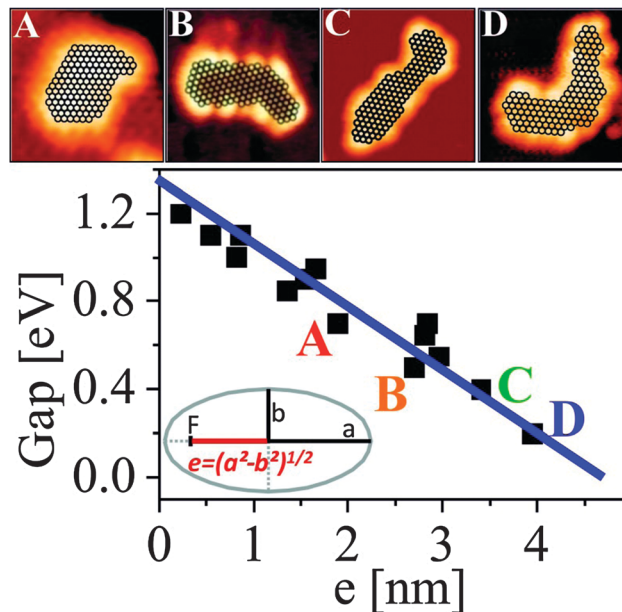 A B C D
1.2
0.8
0.4
0.0
Gap [eV]
A
B
C
D
F
b
a
e=(a²-b²)¹/²
0 1 2 3 4
e [nm]